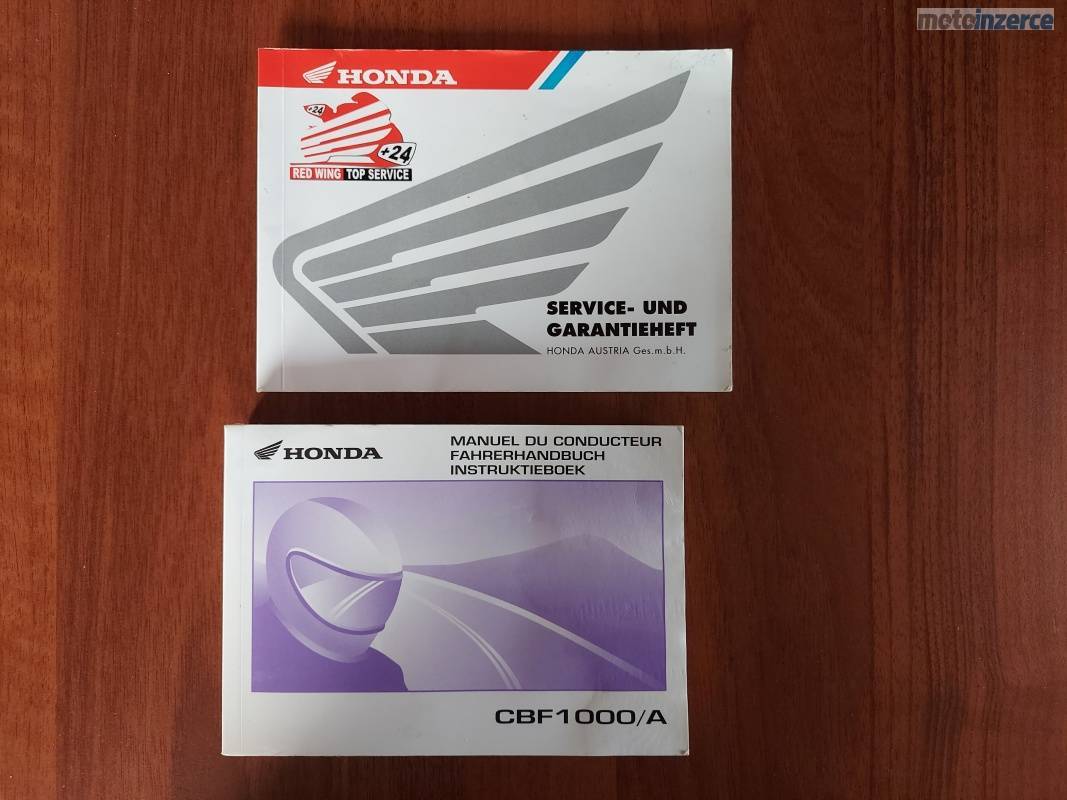 motoinzerce
HONDA
+24
+24
RED WING TOP SERVICE
SERVICE- UND
GARANTIEHEFT
HONDA AUSTRIA Ges.m.b.H.
HONDA
MANUEL DU CONDUCTEUR
FAHRERHANDBUCH
INSTRUKTIEBOEK
CBF1000/A